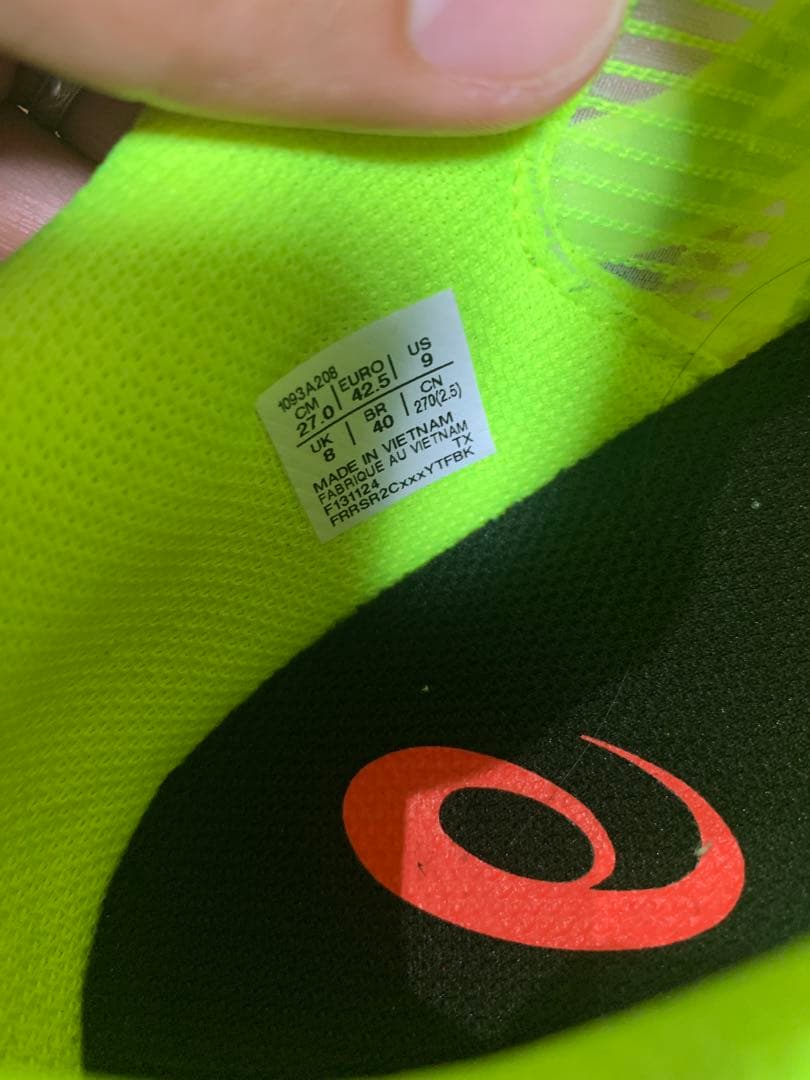 1093A208
CM EURO US
27.0 42.5 9
UK BR CN
8 40 270(2.5)
MADE IN VIETNAM
FABRIQUE AU VIETNAM
F131124 TX
FRRSR2CxxxYTFBK